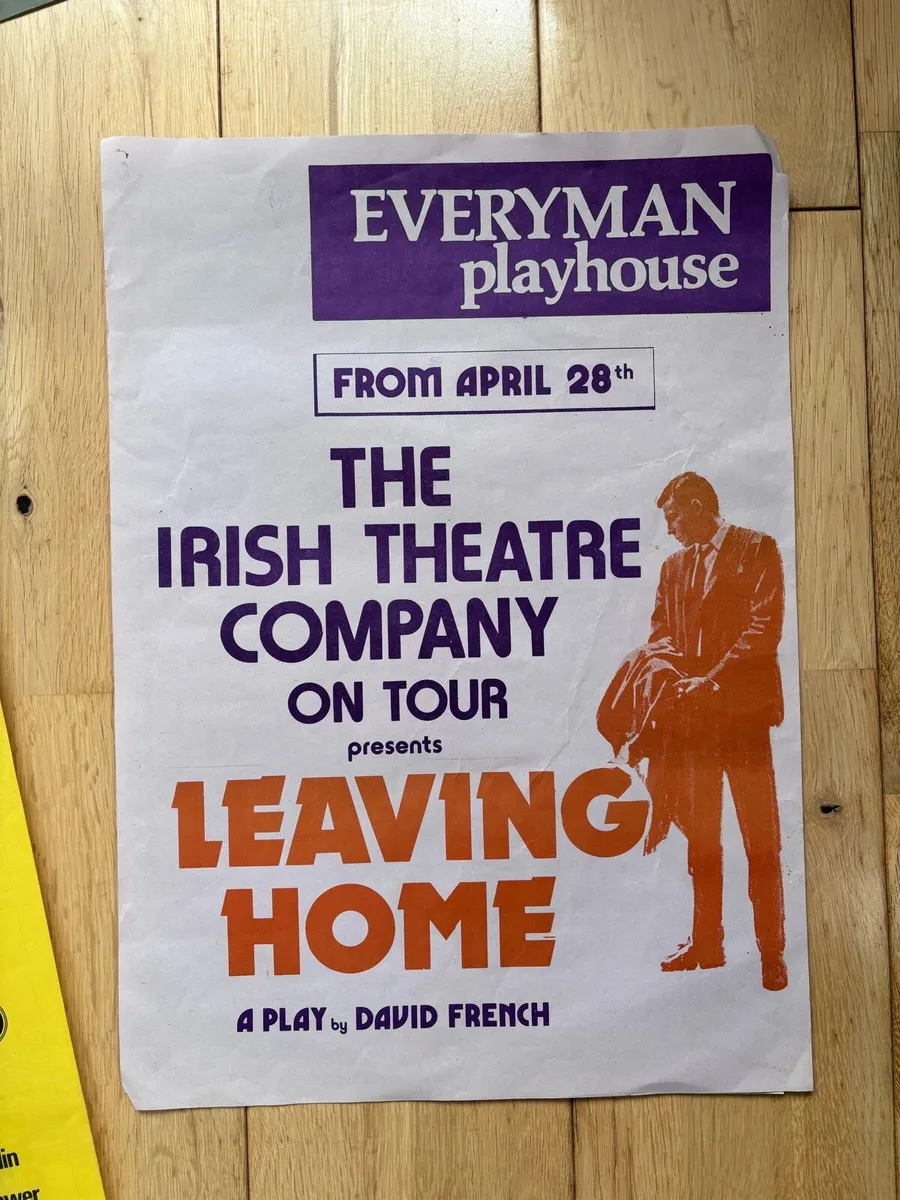 EVERYMAN
playhouse
FROM APRIL 28th
THE
IRISH THEATRE
COMPANY
ON TOUR
presents
LEAVING
HOME
A PLAY by DAVID FRENCH